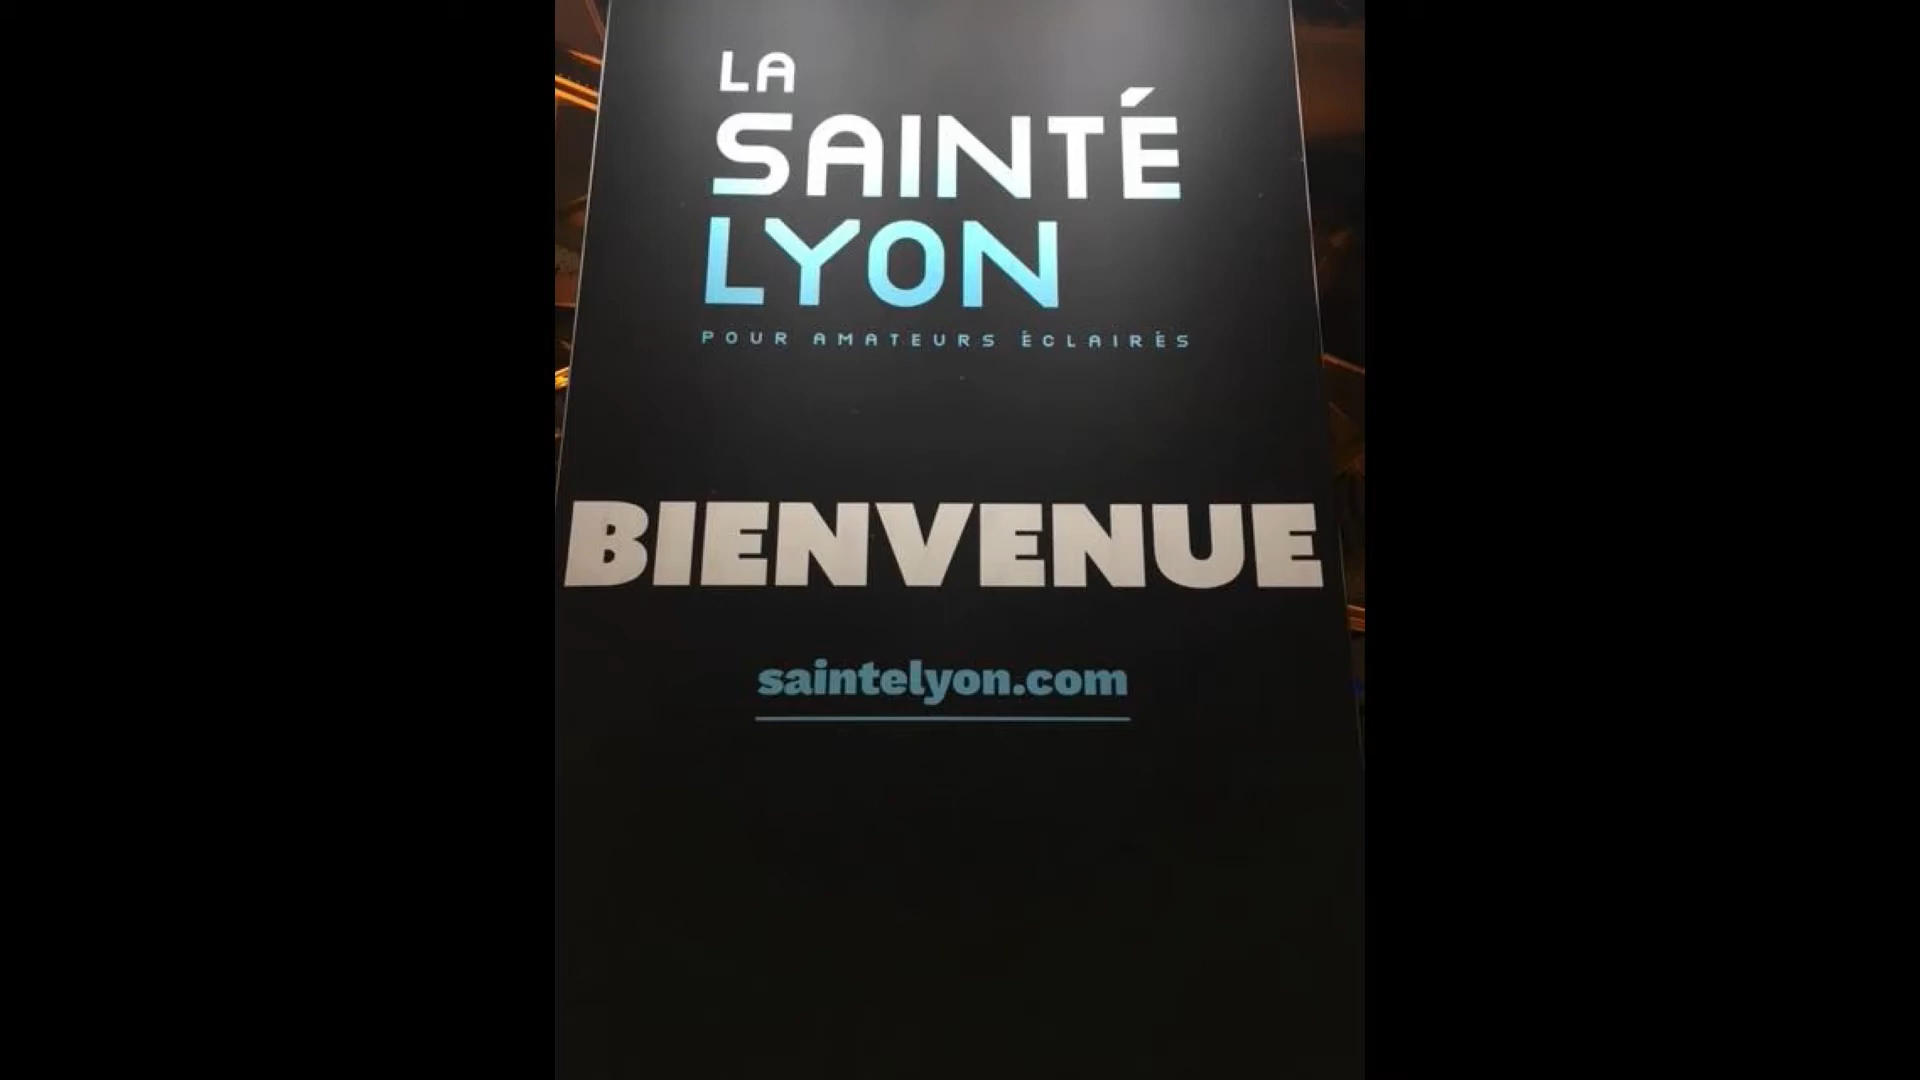 LA
SAINTÉ
LYON
POUR AMATEURS ÉCLAIRÉS
BIENVENUE
saintelyon.com